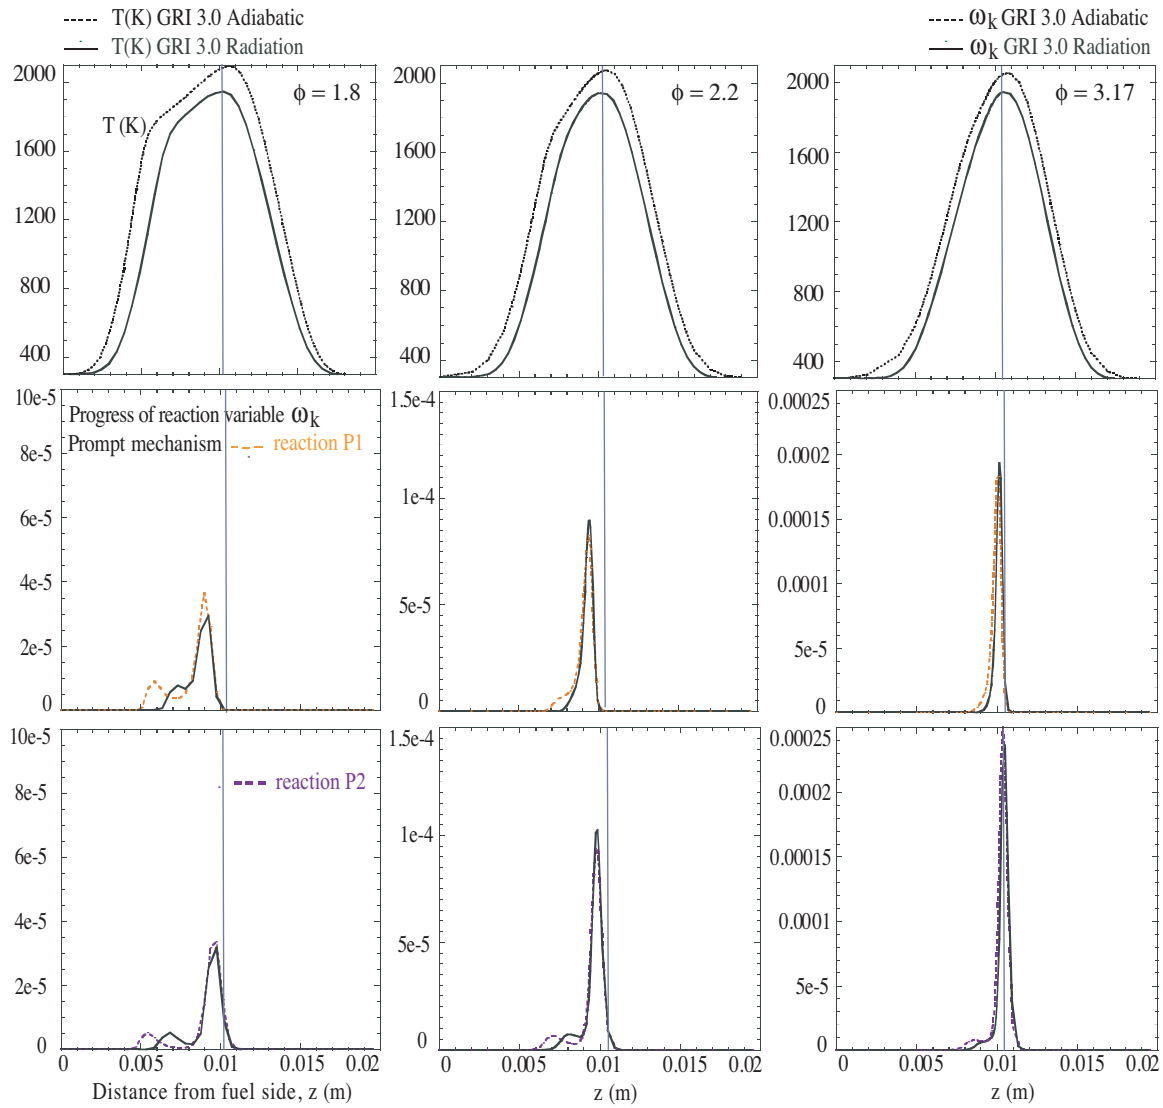 T(K) GRI 3.0 Adiabatic
T(K) GRI 3.0 Radiation
ωk GRI 3.0 Adiabatic
ωk GRI 3.0 Radiation
2000
1600
1200
800
400
T (K)
ϕ = 1.8
2000
1600
1200
800
400
ϕ = 2.2
2000
1600
1200
800
400
ϕ = 3.17
10e-5
8e-5
6e-5
4e-5
2e-5
0
Progress of reaction variable ωk
Prompt mechanism reaction P1
1.5e-4
1e-4
5e-5
0
0.00025
0.0002
0.00015
0.0001
5e-5
0
10e-5
8e-5
6e-5
4e-5
2e-5
0
reaction P2
1.5e-4
1e-4
5e-5
0
0.00025
0.0002
0.00015
0.0001
5e-5
0
0 0.005 0.01 0.015 0.02
Distance from fuel side, z (m)
0 0.005 0.01 0.015 0.02
z (m)
0 0.005 0.01 0.015 0.02
z (m)